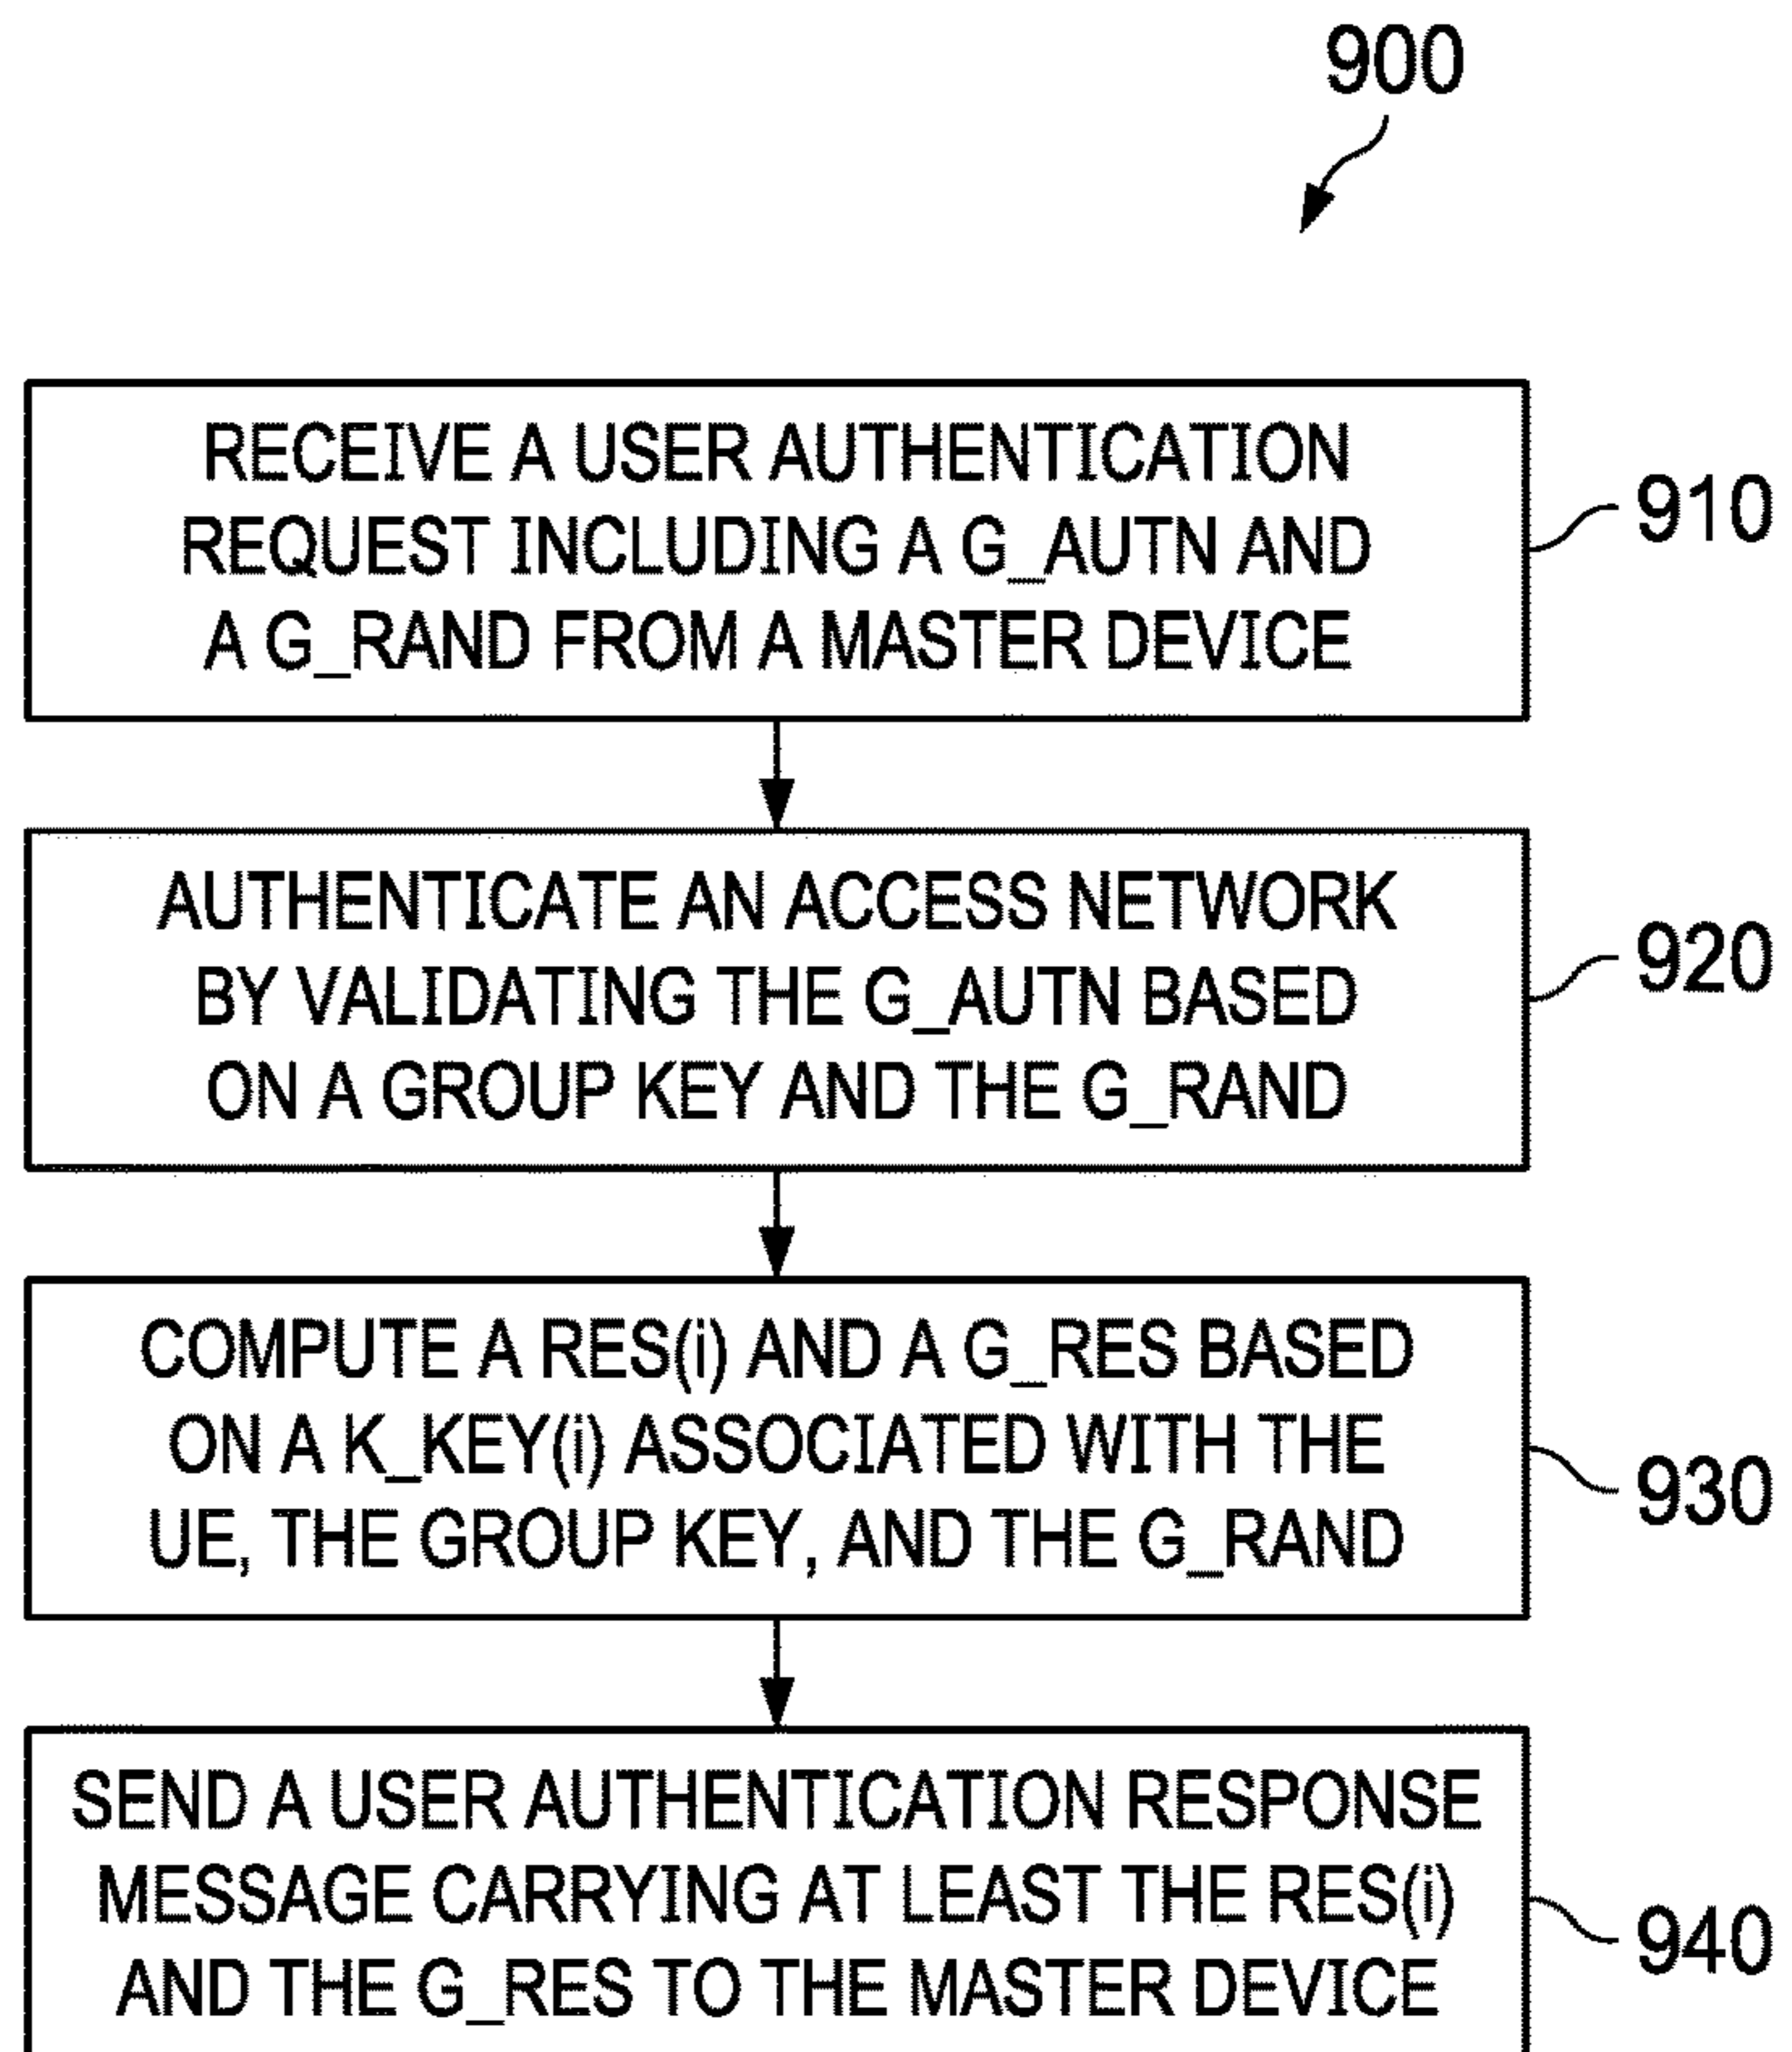 900
RECEIVE A USER AUTHENTICATION
REQUEST INCLUDING A G_AUTN AND
A G_RAND FROM A MASTER DEVICE
910
AUTHENTICATE AN ACCESS NETWORK
BY VALIDATING THE G_AUTN BASED
ON A GROUP KEY AND THE G_RAND
920
COMPUTE A RES(i) AND A G_RES BASED
ON A K_KEY(i) ASSOCIATED WITH THE
UE, THE GROUP KEY, AND THE G_RAND
930
SEND A USER AUTHENTICATION RESPONSE
MESSAGE CARRYING AT LEAST THE RES(i)
AND THE G_RES TO THE MASTER DEVICE
940